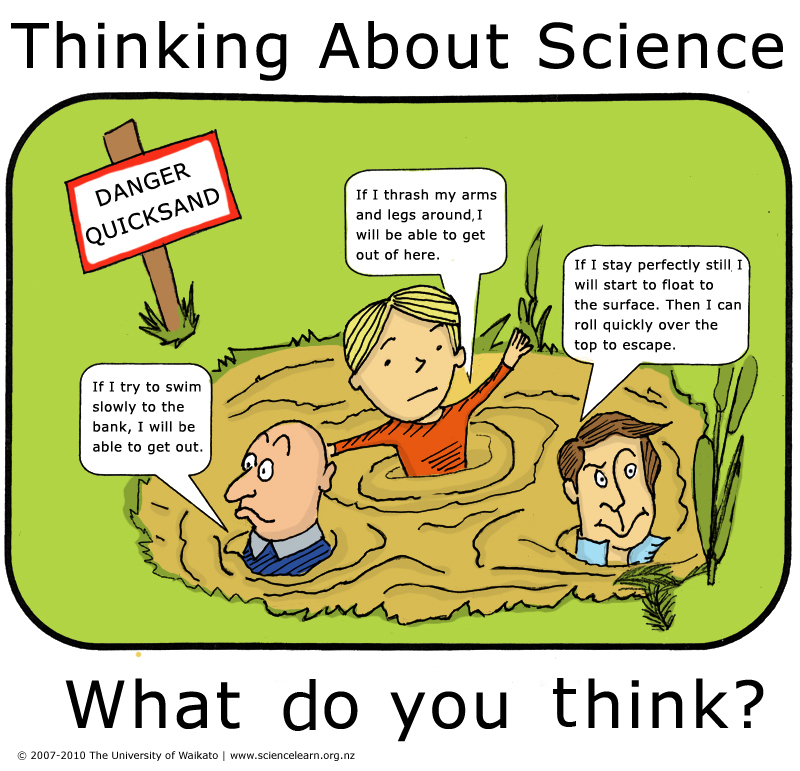 Thinking About Science
DANGER
QUICKSAND
If I thrash my arms
and legs around,I
will be able to get
out of here.
If I stay perfectly still I
will start to float to
the surface. Then I can
roll quickly over the
top to escape.
If I try to swim
slowly to the
bank, I will be
able to get out.
What do you think?
© 2007-2010 The University of Waikato | www.sciencelearn.org.nz